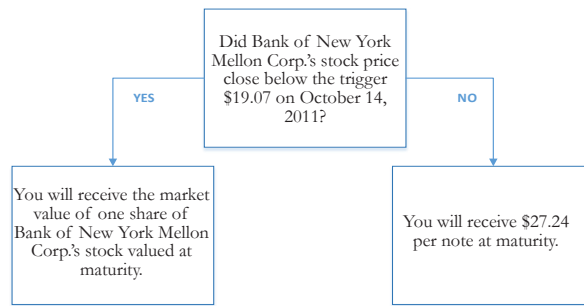 Did Bank of New York
Mellon Corp.'s stock price
close below the trigger
$19.07 on October 14,
2011?
YES
NO
You will receive the market
value of one share of
Bank of New York Mellon
Corp.'s stock valued at
maturity.
You will receive $27.24
per note at maturity.